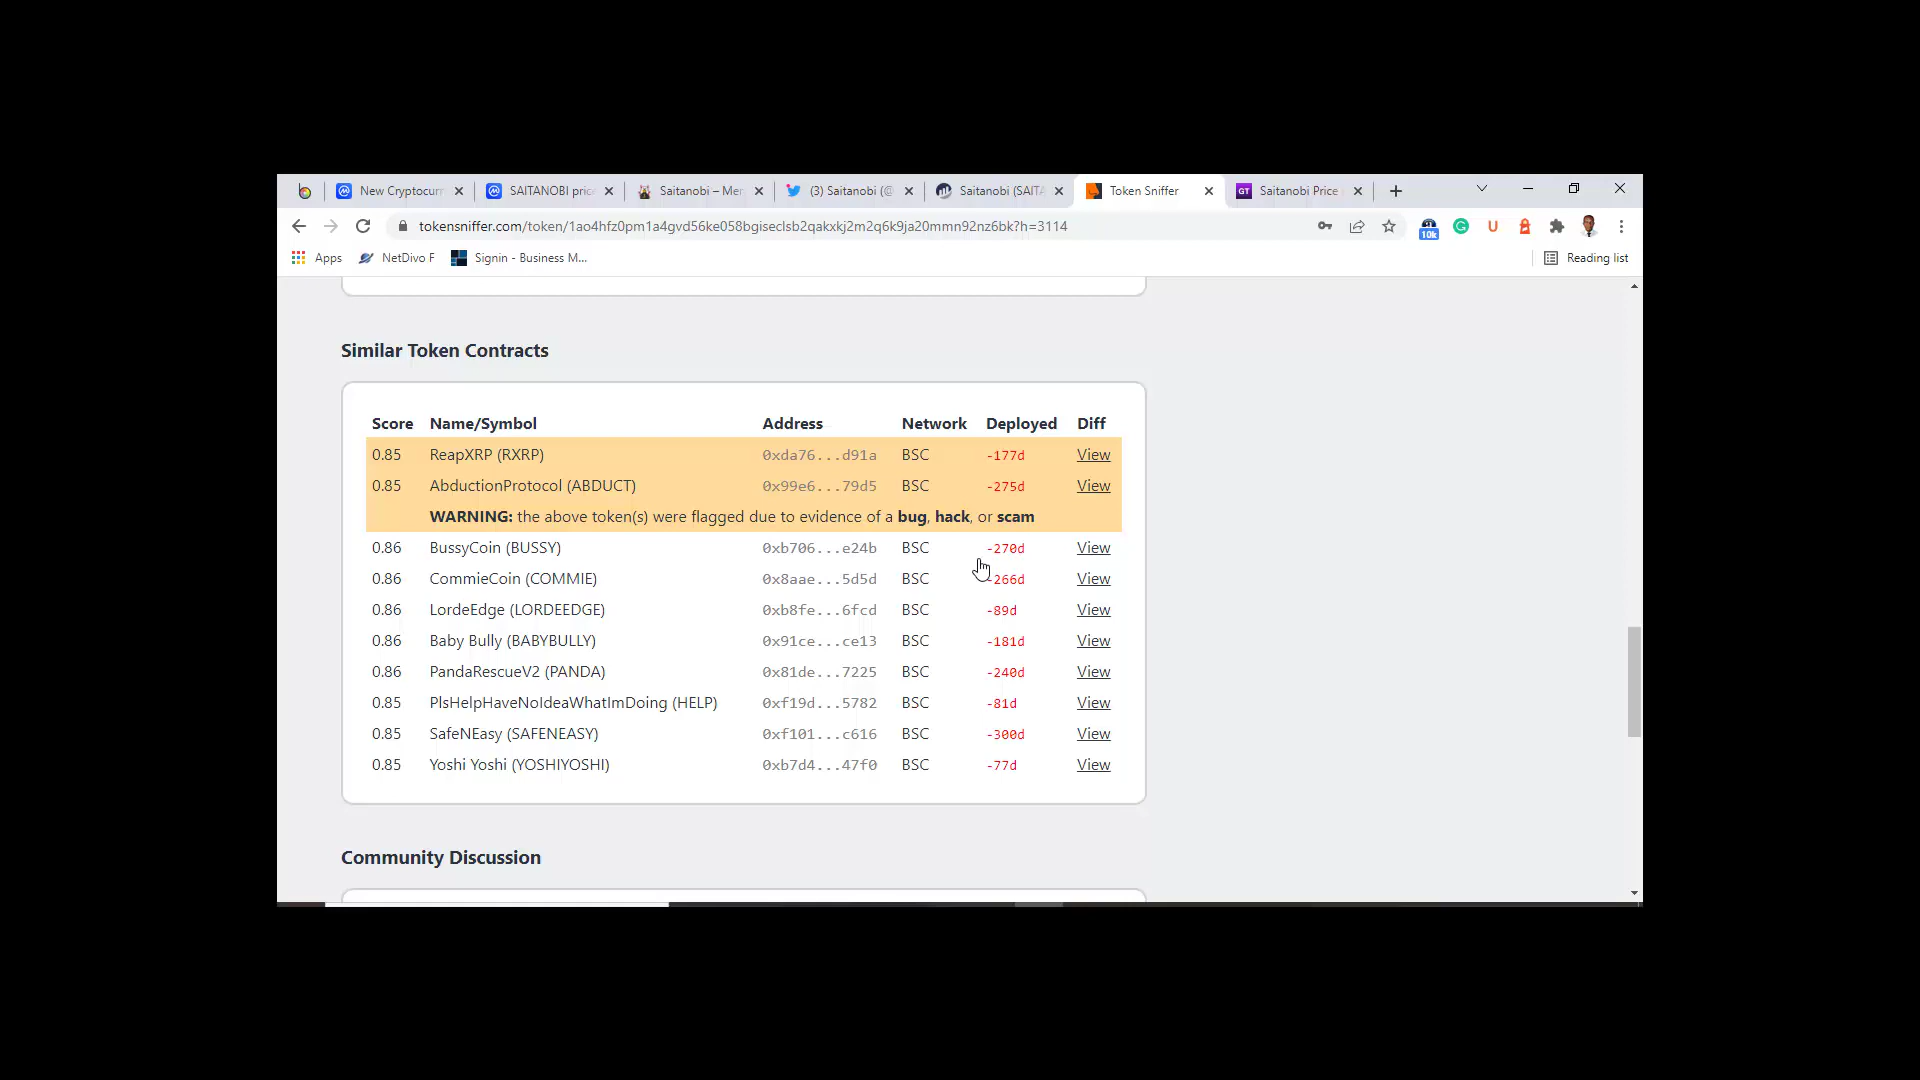 New Cryptocurr
SAITANOBI pric
Saitanobi – Mer
(3) Saitanobi (@
Saitanobi (SAITA
Token Sniffer
GT Saitanobi Price
tokensniffer.com/token/1ao4hfz0pm1a4gvd56ke058bgiseclsb2qakxkj2m2q6k9ja20mmn92nz6bk?h=3114
10k
U
Apps
NetDivo F
Signin - Business M...
Reading list
Similar Token Contracts
Score Name/Symbol Address Network Deployed Diff
0.85 ReapXRP (RXRP) 0xda76...d91a BSC -177d View
0.85 AbductionProtocol (ABDUCT) 0x99e6...79d5 BSC -275d View
WARNING: the above token(s) were flagged due to evidence of a bug, hack, or scam
0.86 BussyCoin (BUSSY) 0xb706...e24b BSC -270d View
0.86 CommieCoin (COMMIE) 0x8aae...5d5d BSC -266d View
0.86 LordeEdge (LORDEEDGE) 0xb8fe...6fcd BSC -89d View
0.86 Baby Bully (BABYBULLY) 0x91ce...ce13 BSC -181d View
0.86 PandaRescueV2 (PANDA) 0x81de...7225 BSC -240d View
0.85 PlsHelpHaveNoIdeaWhatImDoing (HELP) 0xf19d...5782 BSC -81d View
0.85 SafeNEasy (SAFENEASY) 0xf101...c616 BSC -300d View
0.85 Yoshi Yoshi (YOSHIYOSHI) 0xb7d4...47f0 BSC -77d View
Community Discussion